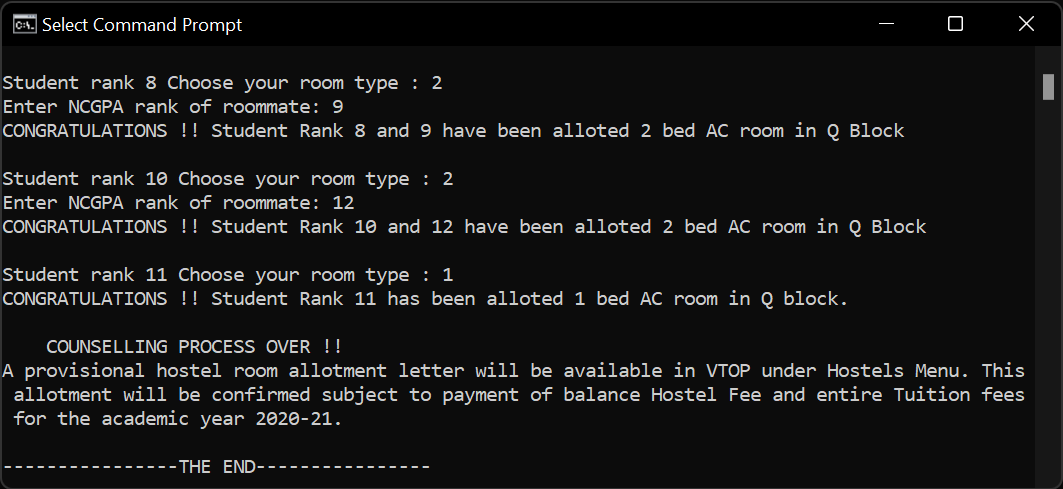 Select Command Prompt
Student rank 8 Choose your room type : 2
Enter NCGPA rank of roommate: 9
CONGRATULATIONS !! Student Rank 8 and 9 have been alloted 2 bed AC room in Q Block
Student rank 10 Choose your room type : 2
Enter NCGPA rank of roommate: 12
CONGRATULATIONS !! Student Rank 10 and 12 have been alloted 2 bed AC room in Q Block
Student rank 11 Choose your room type : 1
CONGRATULATIONS !! Student Rank 11 has been alloted 1 bed AC room in Q block.
COUNSELLING PROCESS OVER !!
A provisional hostel room allotment letter will be available in VTOP under Hostels Menu. This
allotment will be confirmed subject to payment of balance Hostel Fee and entire Tuition fees
for the academic year 2020-21.
----------------THE END----------------